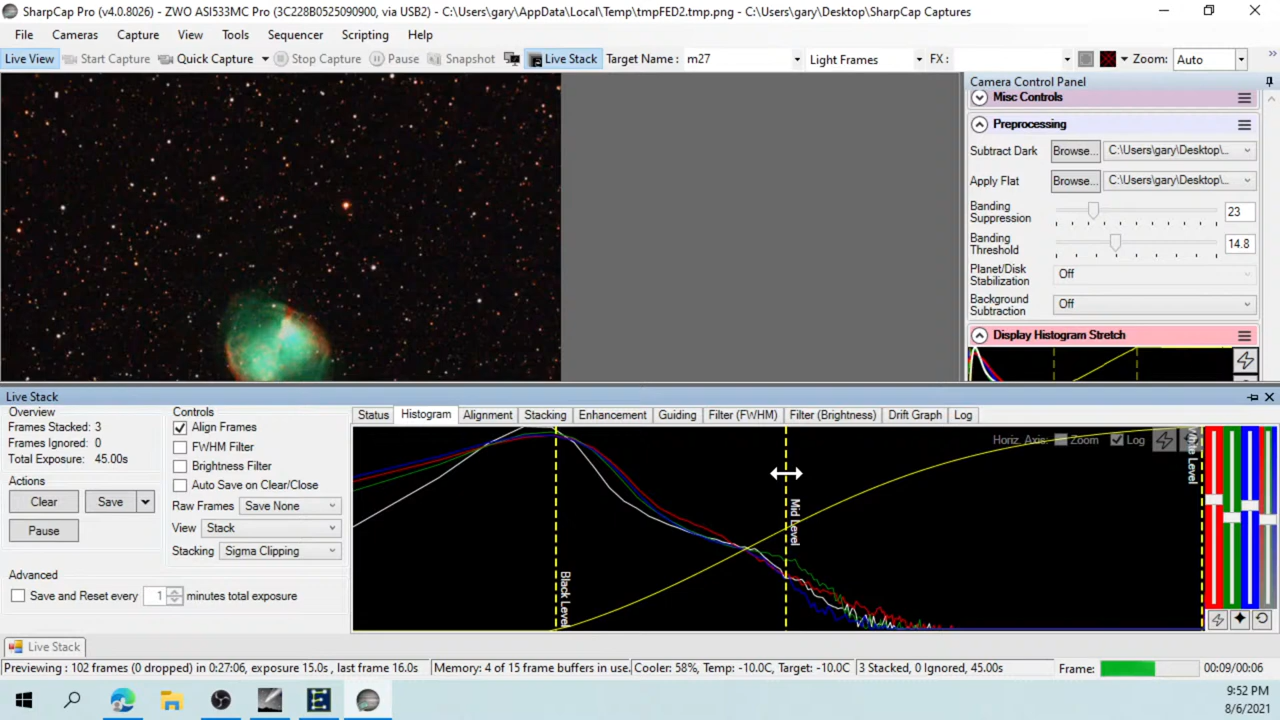 SharpCap Pro (v4.0.8026) - ZWO ASI533MC Pro (3C228B0525090900, via USB2) - C:\Users\gary\AppData\Local\Temp\tmpFED2.tmp.png - C:\Users\gary\Desktop\SharpCap Captures
File Cameras Capture View Tools Sequencer Scripting Help
Live View Start Capture Quick Capture Stop Capture Pause Snapshot Live Stack Target Name : m27 Light Frames FX : Zoom: Auto
Camera Control Panel
Misc Controls
Preprocessing
Subtract Dark Browse... C:\Users\gary\Desktop\...
Apply Flat Browse... C:\Users\gary\Desktop\...
Banding Suppression 23
Banding Threshold 14.8
Planet/Disk Stabilization Off
Background Subtraction Off
Display Histogram Stretch
Live Stack
Overview
Frames Stacked: 3
Frames Ignored: 0
Total Exposure: 45.00s
Actions
Clear Save
Pause
Controls
Align Frames
FWHM Filter
Brightness Filter
Auto Save on Clear/Close
Raw Frames Save None
View Stack
Stacking Sigma Clipping
Advanced
Save and Reset every 1 minutes total exposure
Status Histogram Alignment Stacking Enhancement Guiding Filter (FWHM) Filter (Brightness) Drift Graph Log
Horiz. Axis: Zoom Log
Black Level
Mid Level
White Level
Live Stack
Previewing : 102 frames (0 dropped) in 0:27:06, exposure 15.0s , last frame 16.0s Memory: 4 of 15 frame buffers in use. Cooler: 58%, Temp: -10.0C, Target: -10.0C 3 Stacked, 0 Ignored, 45.00s Frame: 00:09/00:06
9:52 PM
8/6/2021